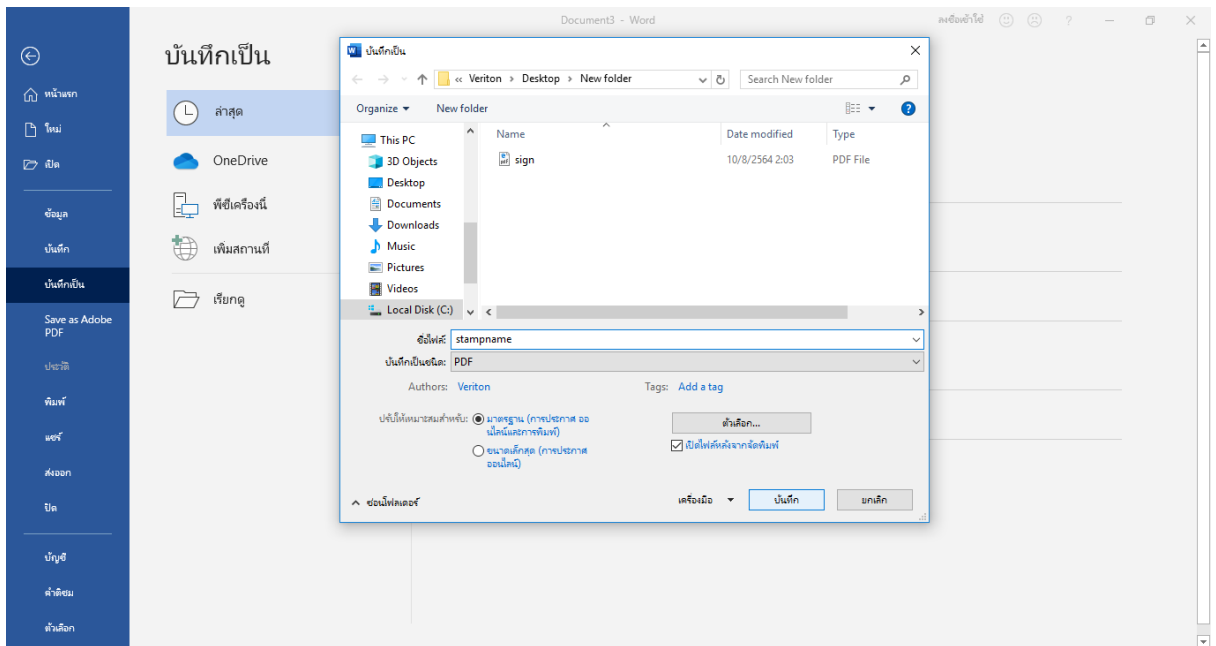 Document3 - Word
ลงชื่อเข้าใช้
?
บันทึกเป็น
หน้าแรก
ใหม่
เปิด
ข้อมูล
บันทึก
บันทึกเป็น
Save as Adobe
PDF
ประวัติ
พิมพ์
แชร์
ส่งออก
ปิด
บัญชี
คำติชม
ตัวเลือก
ล่าสุด
OneDrive
พีซีเครื่องนี้
เพิ่มสถานที่
เรียกดู
บันทึกเป็น
« Veriton › Desktop › New folder
Search New folder
Organize
New folder
?
This PC
3D Objects
Desktop
Documents
Downloads
Music
Pictures
Videos
Local Disk (C:)
Name Date modified Type
sign 10/8/2564 2:03 PDF File
ชื่อไฟล์: stampname
บันทึกเป็นชนิด: PDF
Authors: Veriton Tags: Add a tag
ปรับให้เหมาะสมสำหรับ: มาตรฐาน (การประกาศ ออ
นไลน์และการพิมพ์)
ขนาดเล็กสุด (การประกาศ
ออนไลน์)
ตัวเลือก...
เปิดไฟล์หลังจากจัดพิมพ์
ซ่อนโฟลเดอร์
เครื่องมือ
บันทึก
ยกเลิก